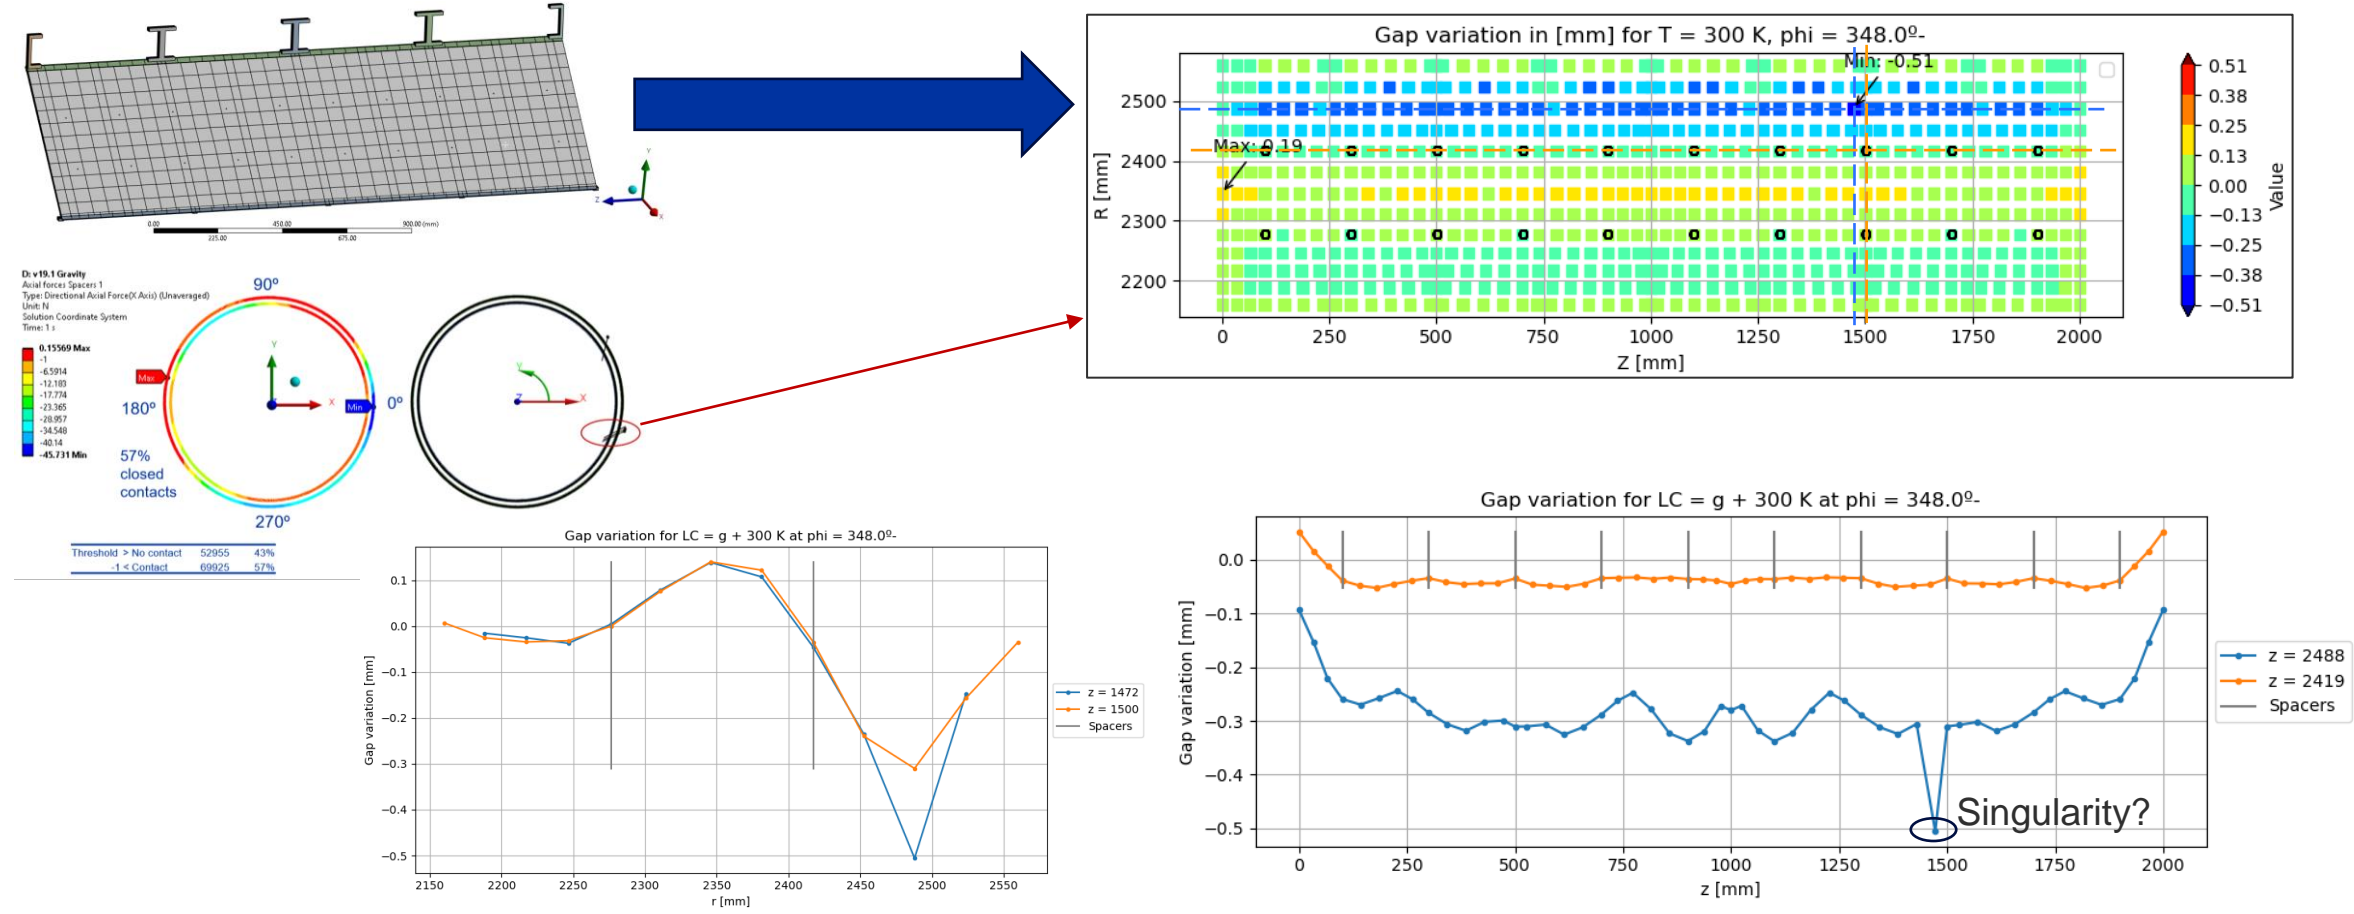 0.00
450.00
900.00 (mm)
225.00
675.00
Y
Z
X
Gap variation in [mm] for T = 300 K, phi = 348.0º-
Min: -0.51
Max: 0.19
2500
2400
2300
2200
R [mm]
0
250
500
750
1000
1250
1500
1750
2000
Z [mm]
0.51
0.38
0.25
0.13
0.00
−0.13
−0.25
−0.38
−0.51
Value
D: v19.1 Gravity
Axial forces Spacers 1
Type: Directional Axial Force(X Axis) (Unaveraged)
Unit: N
Solution Coordinate System
Time: 1 s
0.15569 Max
-1
-6.5914
-12.183
-17.774
-23.365
-28.957
-34.548
-40.14
-45.731 Min
90º
180º
0º
270º
Max
Min
Y
X
57%
closed
contacts
Y
Z
X
Threshold > No contact 52955 43%
-1 < Contact 69925 57%
Gap variation for LC = g + 300 K at phi = 348.0º-
0.1
0.0
−0.1
−0.2
−0.3
−0.4
−0.5
Gap variation [mm]
2150
2200
2250
2300
2350
2400
2450
2500
2550
r [mm]
z = 1472
z = 1500
Spacers
Gap variation for LC = g + 300 K at phi = 348.0º-
0.0
−0.1
−0.2
−0.3
−0.4
−0.5
Gap variation [mm]
Singularity?
0
250
500
750
1000
1250
1500
1750
2000
z [mm]
z = 2488
z = 2419
Spacers